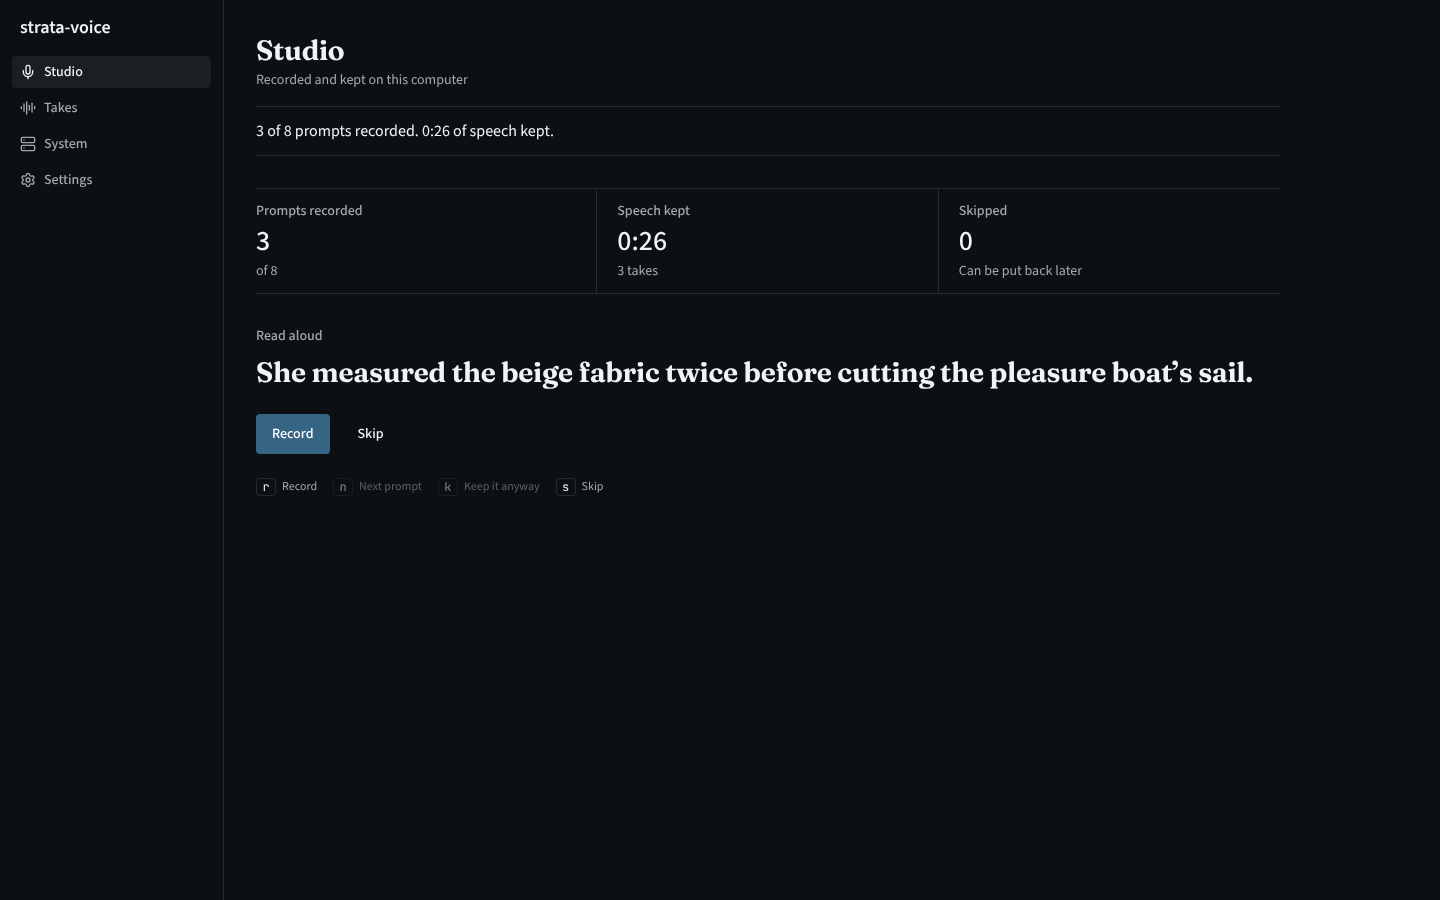 strata-voice
Studio
Takes
System
Settings
Studio
Recorded and kept on this computer
3 of 8 prompts recorded. 0:26 of speech kept.
Prompts recorded
3
of 8
Speech kept
0:26
3 takes
Skipped
0
Can be put back later
Read aloud
She measured the beige fabric twice before cutting the pleasure boat’s sail.
Record Skip
r Record n Next prompt k Keep it anyway s Skip